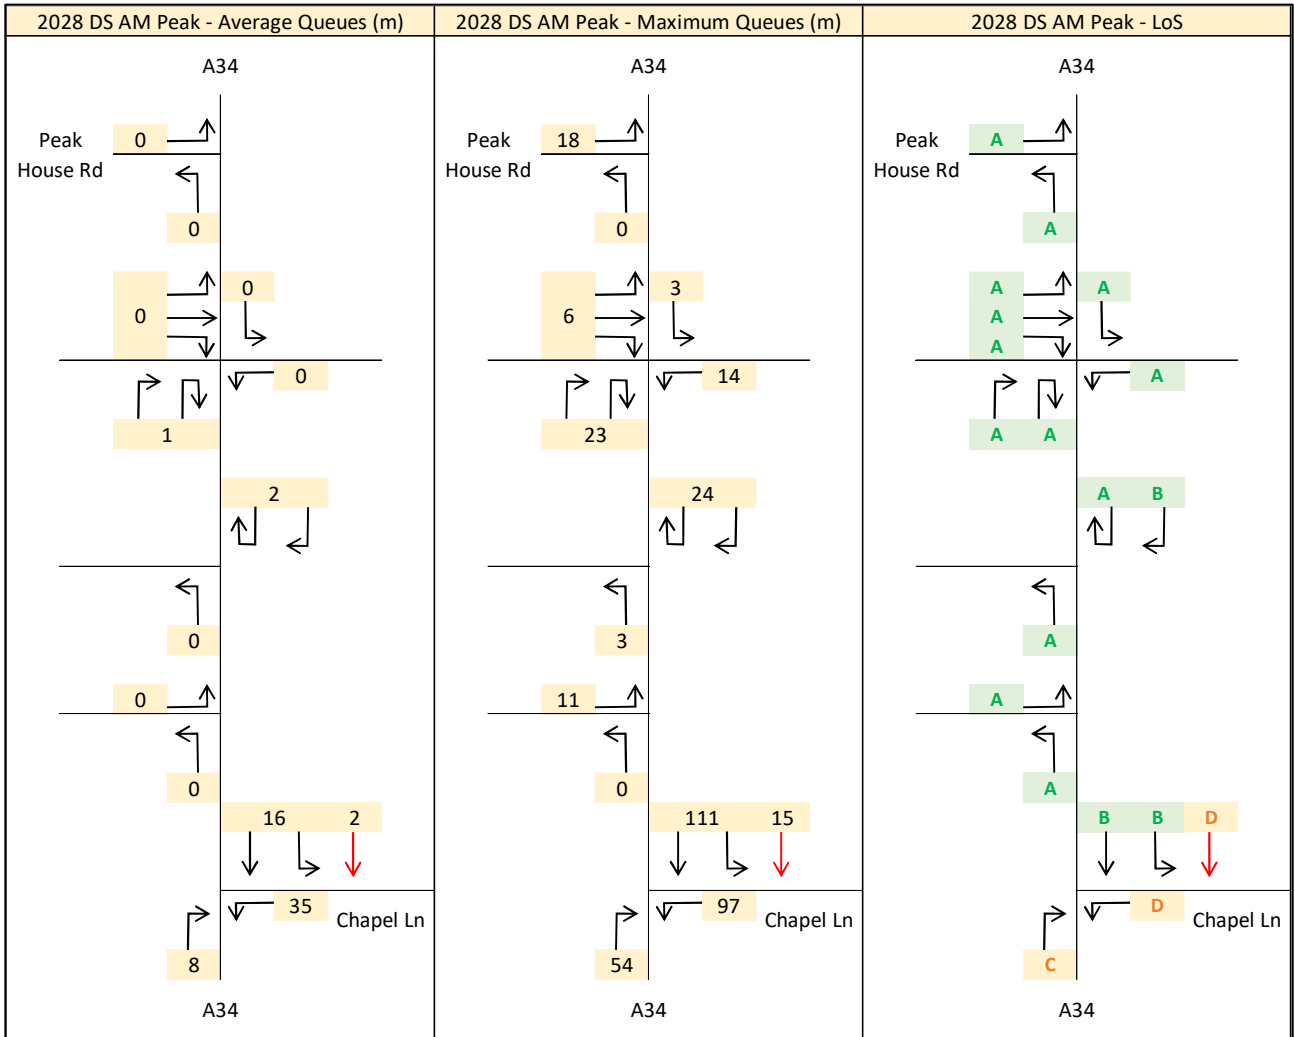 2028 DS AM Peak - Average Queues (m)
A34
Peak
House Rd
0
0
0
0
0
0
1
2
0
0
0
16 2
35
Chapel Ln
8
A34
2028 DS AM Peak - Maximum Queues (m)
A34
Peak
House Rd
18
0
3
6
14
23
24
3
11
0
111 15
97
Chapel Ln
54
A34
2028 DS AM Peak - LoS
A34
Peak
House Rd
A
A
A A
A
A
A
A A
A B
A
A
A
B B D
D
Chapel Ln
C
A34